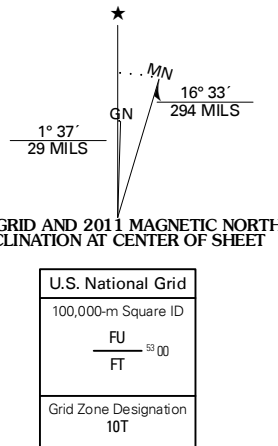 ★
MN
GN
1° 37´
29 MILS
16° 33´
294 MILS
GRID AND 2011 MAGNETIC NORTH
CLINATION AT CENTER OF SHEET
U.S. National Grid
100,000-m Square ID
FU
53 00
FT
Grid Zone Designation
10T